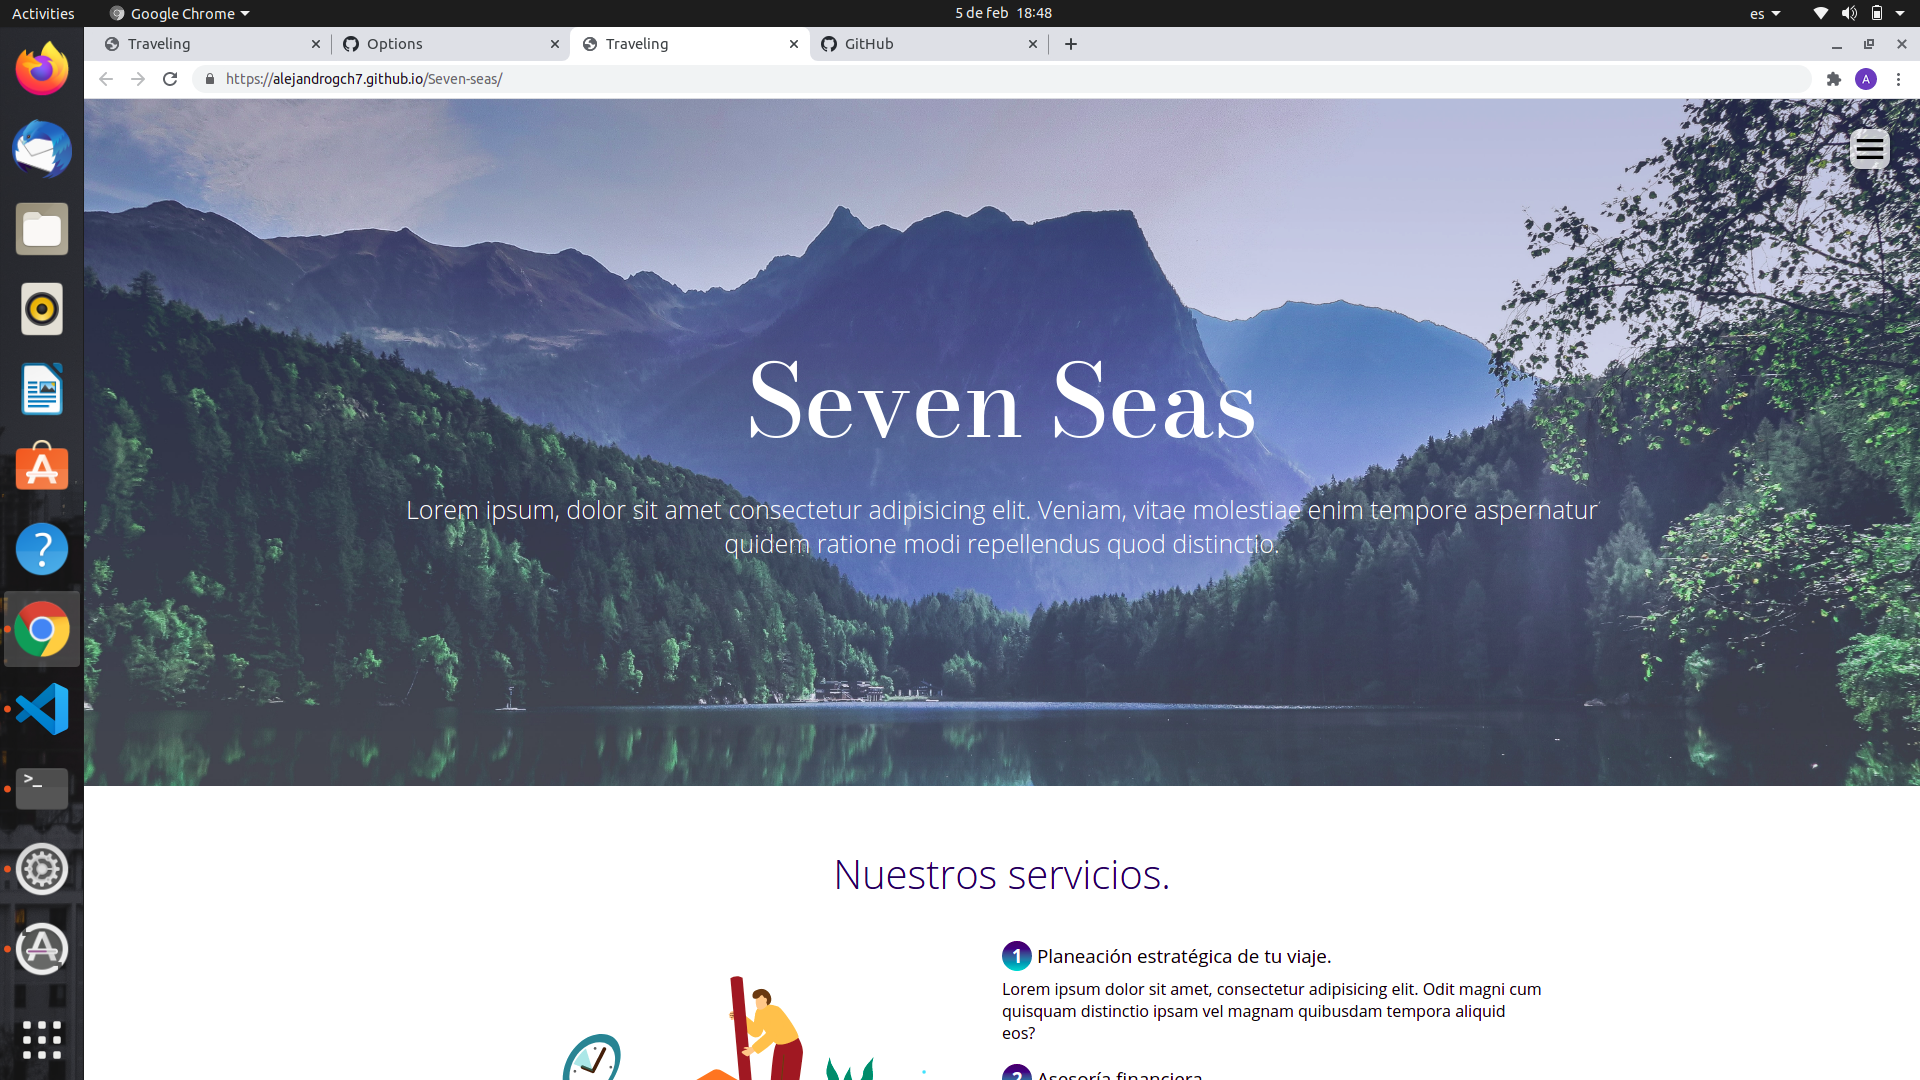 Activities
Google Chrome
5 de feb 18:48
es
Traveling
Options
Traveling
GitHub
https://alejandrogch7.github.io/Seven-seas/
A
Seven Seas
Lorem ipsum, dolor sit amet consectetur adipisicing elit. Veniam, vitae molestiae enim tempore aspernatur
quidem ratione modi repellendus quod distinctio.
Nuestros servicios.
1 Planeación estratégica de tu viaje.
Lorem ipsum dolor sit amet, consectetur adipisicing elit. Odit magni cum
quisquam distinctio ipsam vel magnam quibusdam tempora aliquid
eos?
2 Asesoría financiera